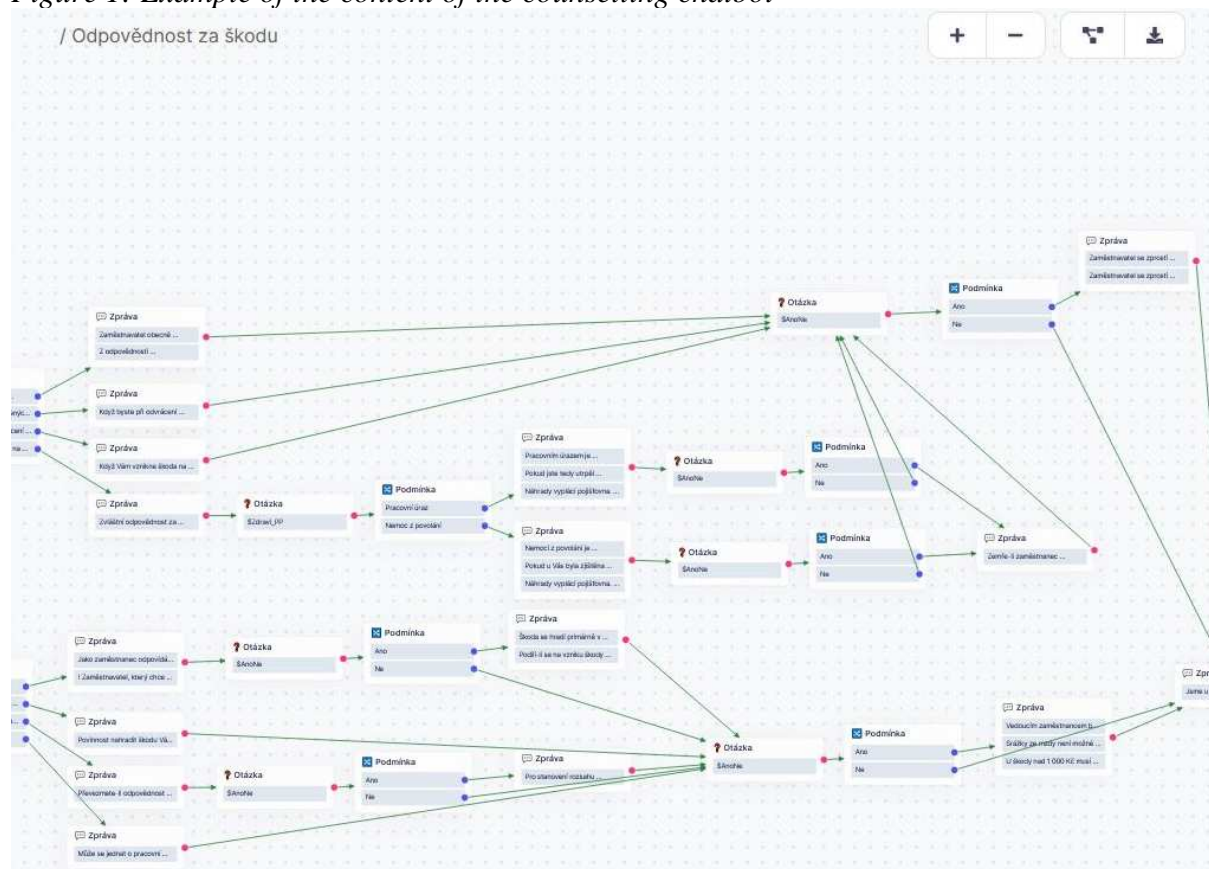 Figure 1: Example of the content of the counselling chatbot
/ Odpovědnost za škodu
Zpráva
Zaměstnavatel se zprostí ...
Zaměstnavatel se zprostí ...
Podmínka
Ano
Ne
Otázka
$AnoNe
Zpráva
Zaměstnavatel obecně ...
Z odpovědnosti ...
Zpráva
Když byste při odvrácení ...
Zpráva
Když Vám vznikne škoda na ...
Zpráva
Zvláštní odpovědnost za ...
Otázka
$Zdraví_PP
Podmínka
Pracovní úraz
Nemoc z povolání
Zpráva
Pracovním úrazem je ...
Pokud jste tedy utrpěl ...
Náhrady vyplácí pojišťovna. ...
Otázka
$AnoNe
Podmínka
Ano
Ne
Zpráva
Nemocí z povolání je ...
Pokud u Vás byla zjištěna ...
Náhrady vyplácí pojišťovna. ...
Otázka
$AnoNe
Podmínka
Ano
Ne
Zpráva
Zemře-li zaměstnanec ...
Zpráva
Jako zaměstnanec odpovídá...
I Zaměstnavatel, který chce ...
Otázka
$AnoNe
Podmínka
Ano
Ne
Zpráva
Škoda se hradí primárně v ...
Podílí-li se na vzniku škody ...
Zpráva
Povinnost nahradit škodu Vá...
Zpráva
Převezmete-li odpovědnost ...
Otázka
$AnoNe
Podmínka
Ano
Ne
Zpráva
Pro stanovení rozsahu ...
Zpráva
Může se jednat o pracovní ...
Otázka
$AnoNe
Podmínka
Ano
Ne
Zpráva
Vedoucím zaměstnancem b...
Srážky ze mzdy není možné ...
U škody nad 1 000 Kč musí ...
Zpr
Jsme u